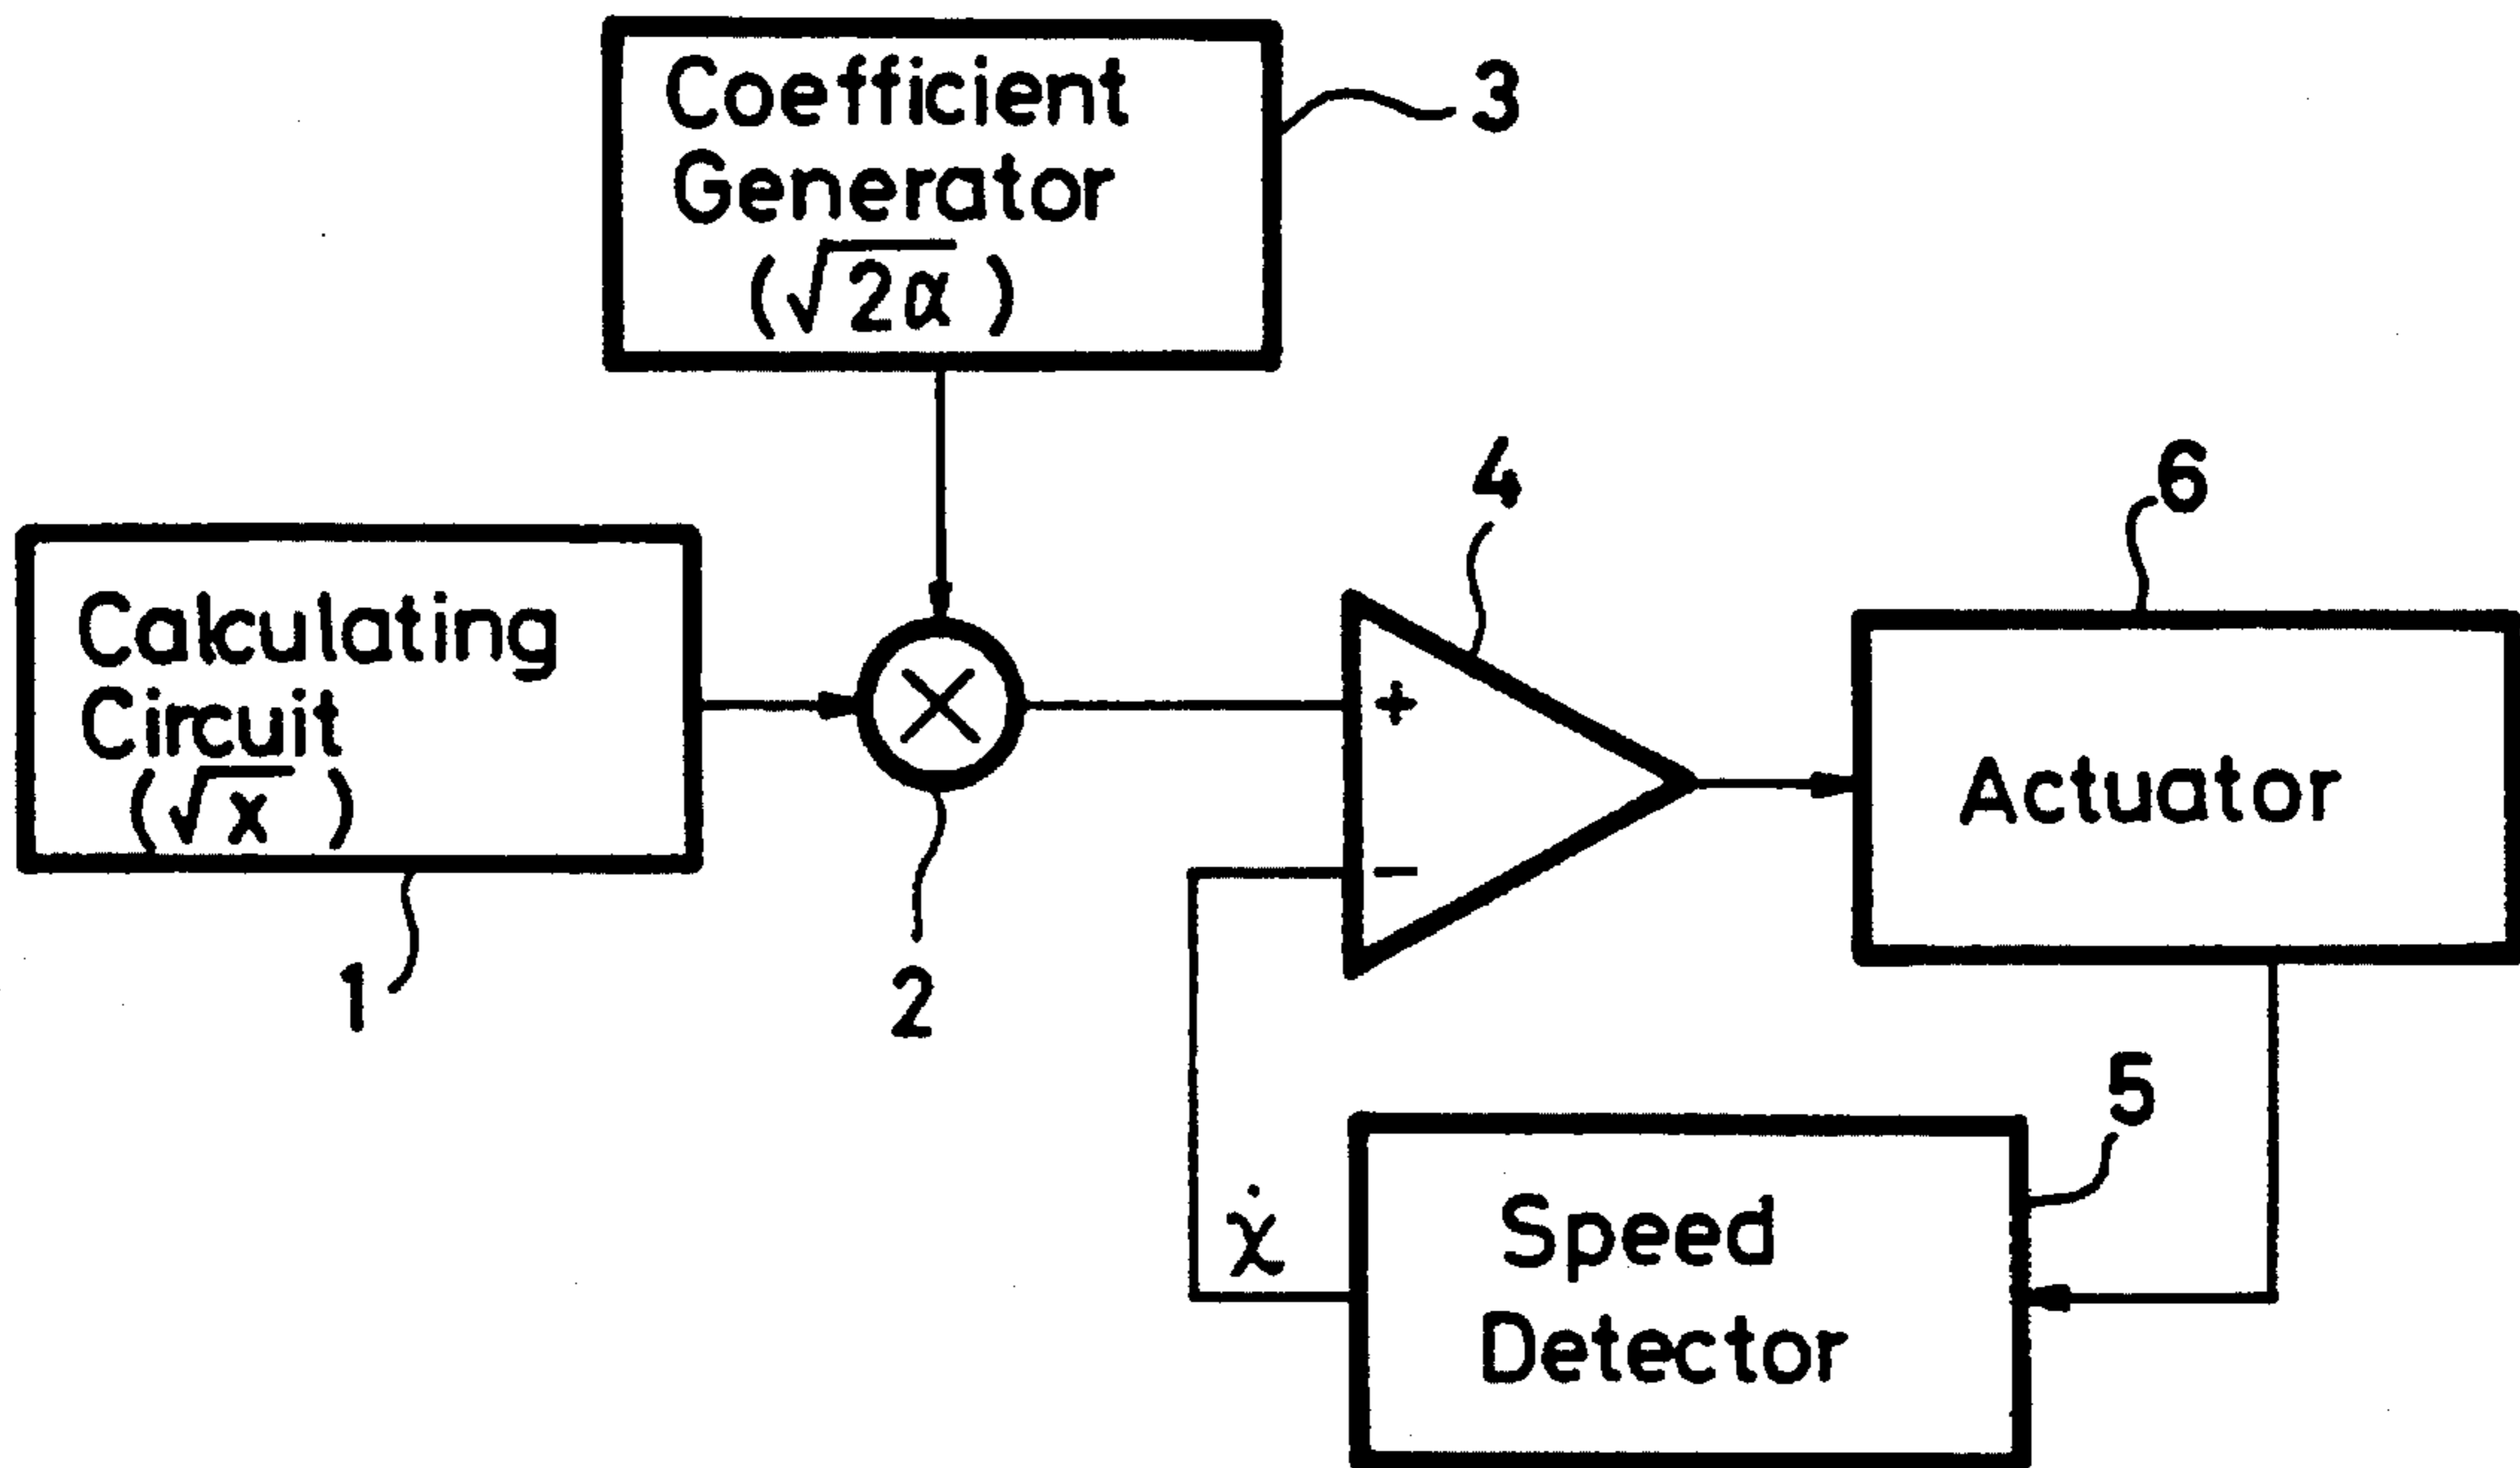 Coefficient
Generator
(√2α)
3
4
6
Calculating
Circuit
(√x)
×
+
−
Actuator
1
2
5
ẋ
Speed
Detector